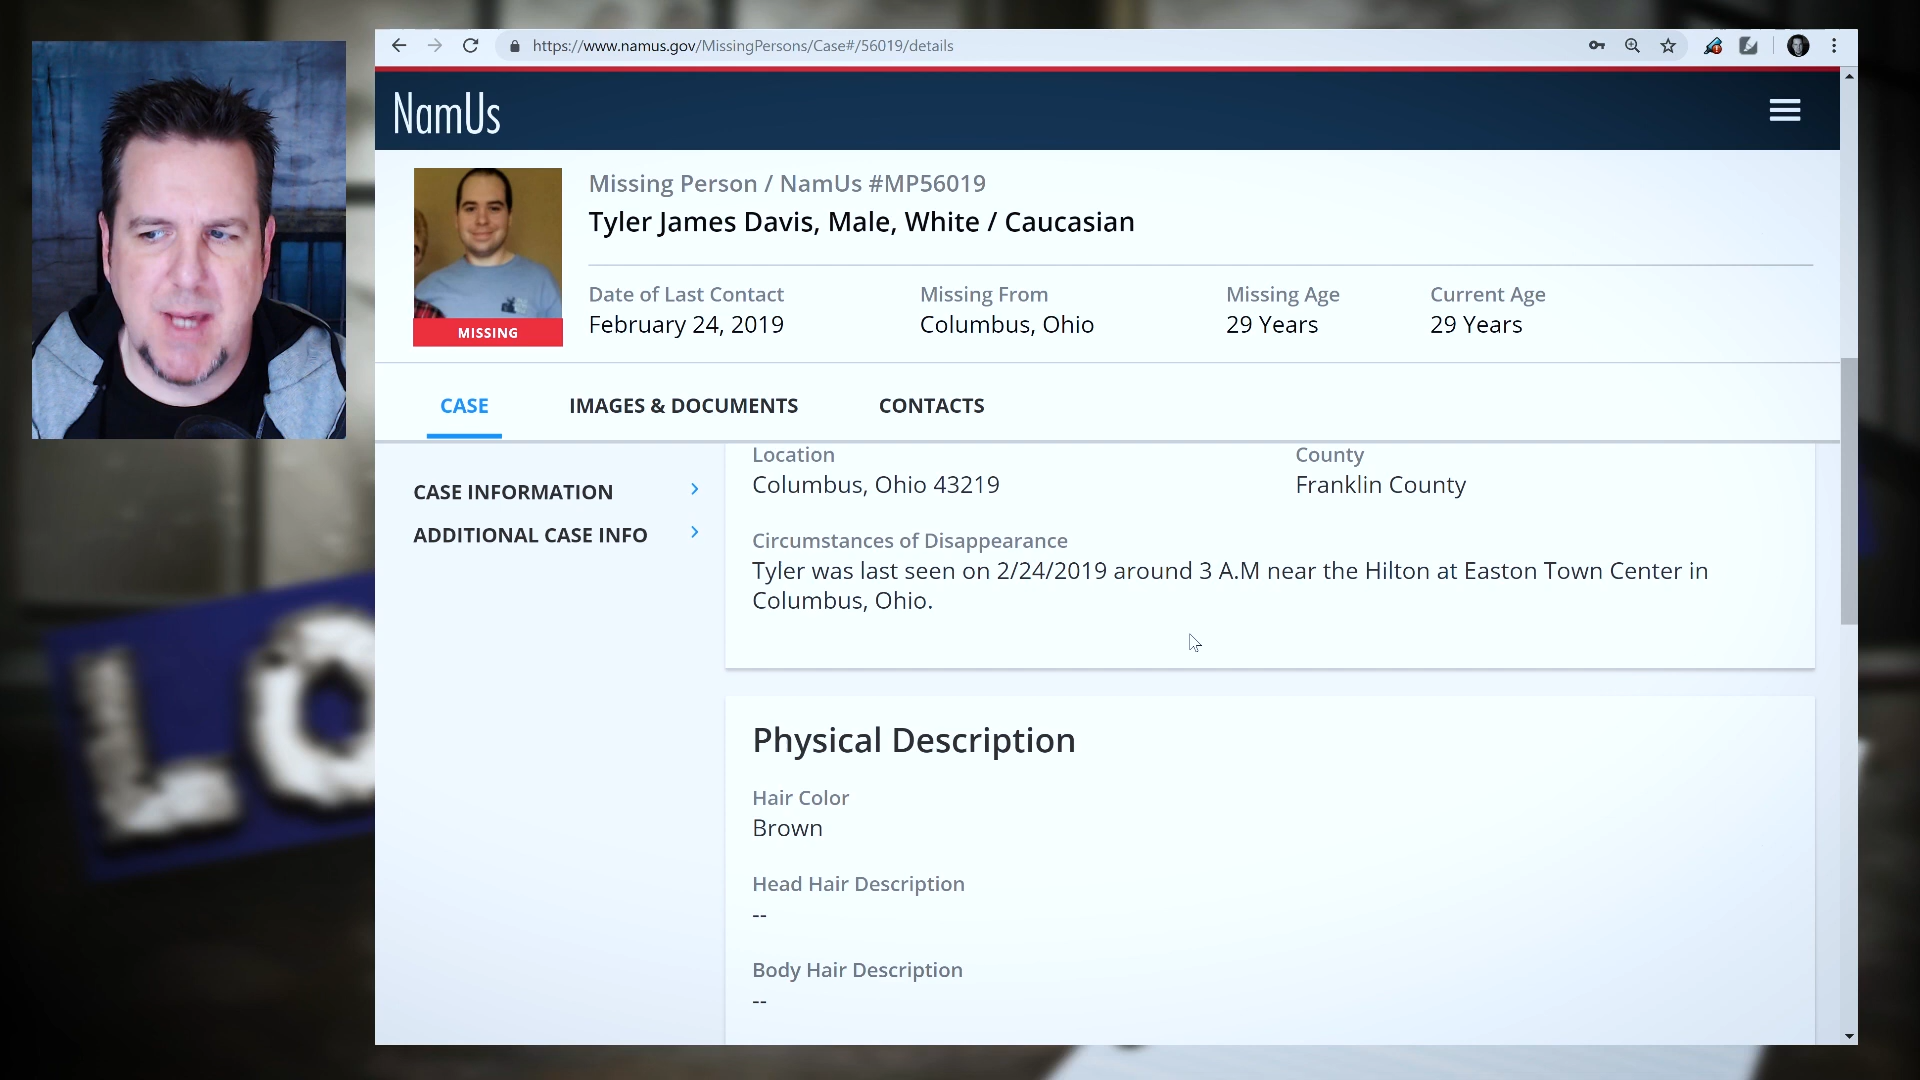 https://www.namus.gov/MissingPersons/Case#/56019/details
NamUs
Missing Person / NamUs #MP56019
Tyler James Davis, Male, White / Caucasian
MISSING
Date of Last Contact
February 24, 2019
Missing From
Columbus, Ohio
Missing Age
29 Years
Current Age
29 Years
CASE
IMAGES & DOCUMENTS
CONTACTS
CASE INFORMATION
ADDITIONAL CASE INFO
Location
Columbus, Ohio 43219
County
Franklin County
Circumstances of Disappearance
Tyler was last seen on 2/24/2019 around 3 A.M near the Hilton at Easton Town Center in
Columbus, Ohio.
Physical Description
Hair Color
Brown
Head Hair Description
--
Body Hair Description
--
LO